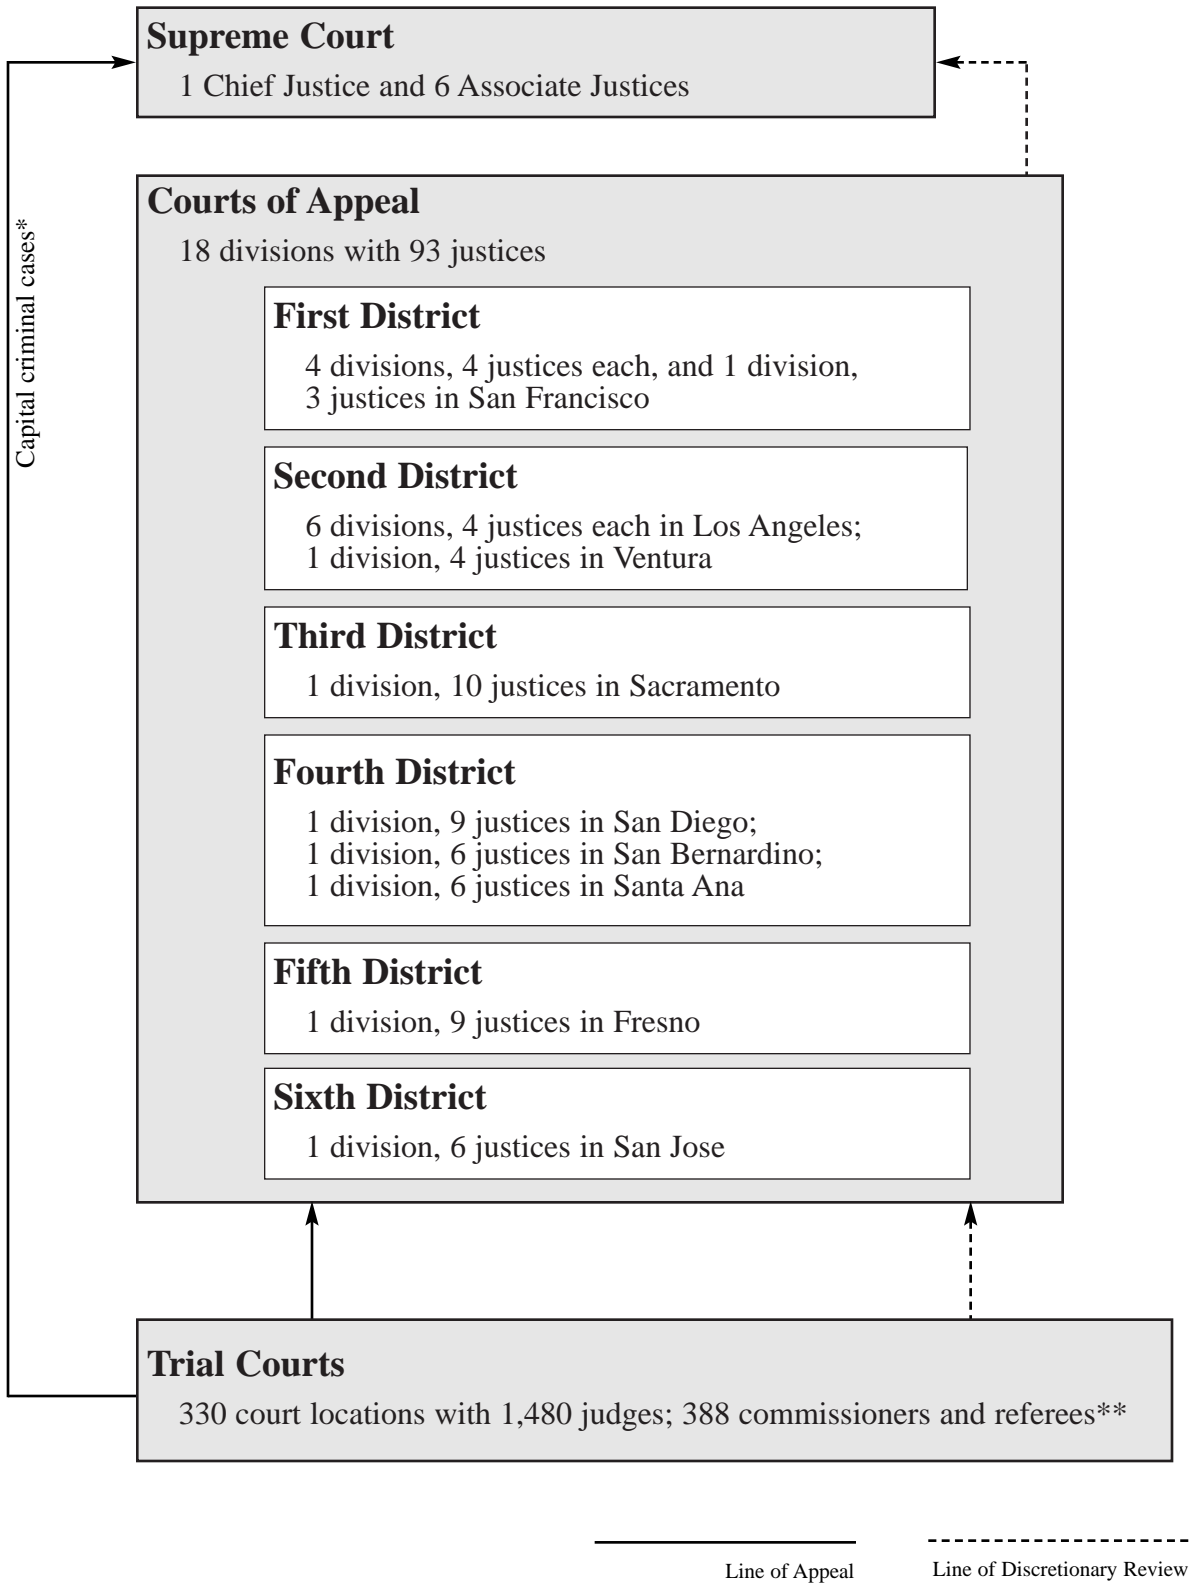 Supreme Court
1 Chief Justice and 6 Associate Justices
Capital criminal cases*
Courts of Appeal
18 divisions with 93 justices
First District
4 divisions, 4 justices each, and 1 division,
3 justices in San Francisco
Second District
6 divisions, 4 justices each in Los Angeles;
1 division, 4 justices in Ventura
Third District
1 division, 10 justices in Sacramento
Fourth District
1 division, 9 justices in San Diego;
1 division, 6 justices in San Bernardino;
1 division, 6 justices in Santa Ana
Fifth District
1 division, 9 justices in Fresno
Sixth District
1 division, 6 justices in San Jose
Trial Courts
330 court locations with 1,480 judges; 388 commissioners and referees**
Line of Appeal
Line of Discretionary Review